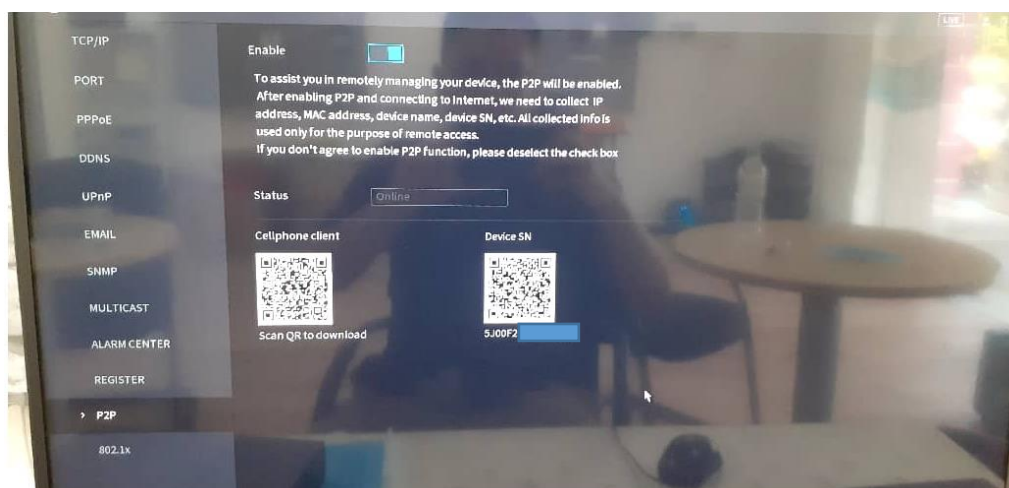 LIVE
TCP/IP
PORT
PPPoE
DDNS
UPnP
EMAIL
SNMP
MULTICAST
ALARM CENTER
REGISTER
> P2P
802.1x
Enable
To assist you in remotely managing your device, the P2P will be enabled.
After enabling P2P and connecting to Internet, we need to collect IP
address, MAC address, device name, device SN, etc. All collected info is
used only for the purpose of remote access.
If you don't agree to enable P2P function, please deselect the check box
Status Online
Cellphone client
Scan QR to download
Device SN
5J00F2